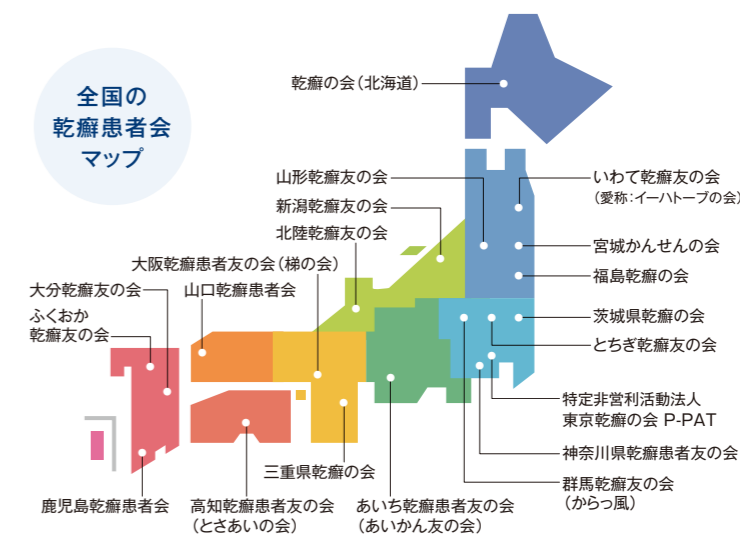 全国の
乾癬患者会
マップ
乾癬の会（北海道）
山形乾癬友の会
新潟乾癬友の会
北陸乾癬友の会
大阪乾癬患者友の会（梯の会）
山口乾癬患者会
大分乾癬友の会
ふくおか
乾癬友の会
いわて乾癬友の会
（愛称：イーハトーブの会）
宮城かんせんの会
福島乾癬の会
茨城県乾癬の会
とちぎ乾癬友の会
特定非営利活動法人
東京乾癬の会 P-PAT
神奈川県乾癬患者友の会
群馬乾癬友の会
（からっ風）
三重県乾癬の会
鹿児島乾癬患者会
高知乾癬患者友の会
（とさあいの会）
あいち乾癬患者友の会
（あいかん友の会）